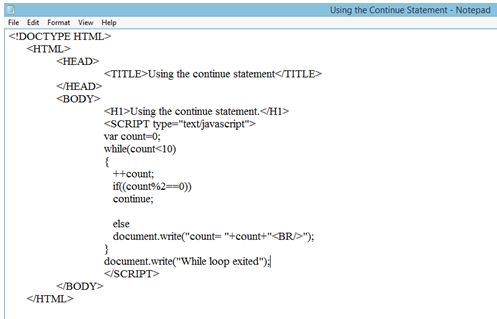 Using the Continue Statement - Notepad
File Edit Format View Help
<!DOCTYPE HTML>
<HTML>
<HEAD>
<TITLE>Using the continue statement</TITLE>
</HEAD>
<BODY>
<H1>Using the continue statement.</H1>
<SCRIPT type="text/javascript">
var count=0;
while(count<10)
{
++count;
if((count%2==0))
continue;
else
document.write("count= "+count+"<BR/>");
}
document.write("While loop exited");
</SCRIPT>
</BODY>
</HTML>